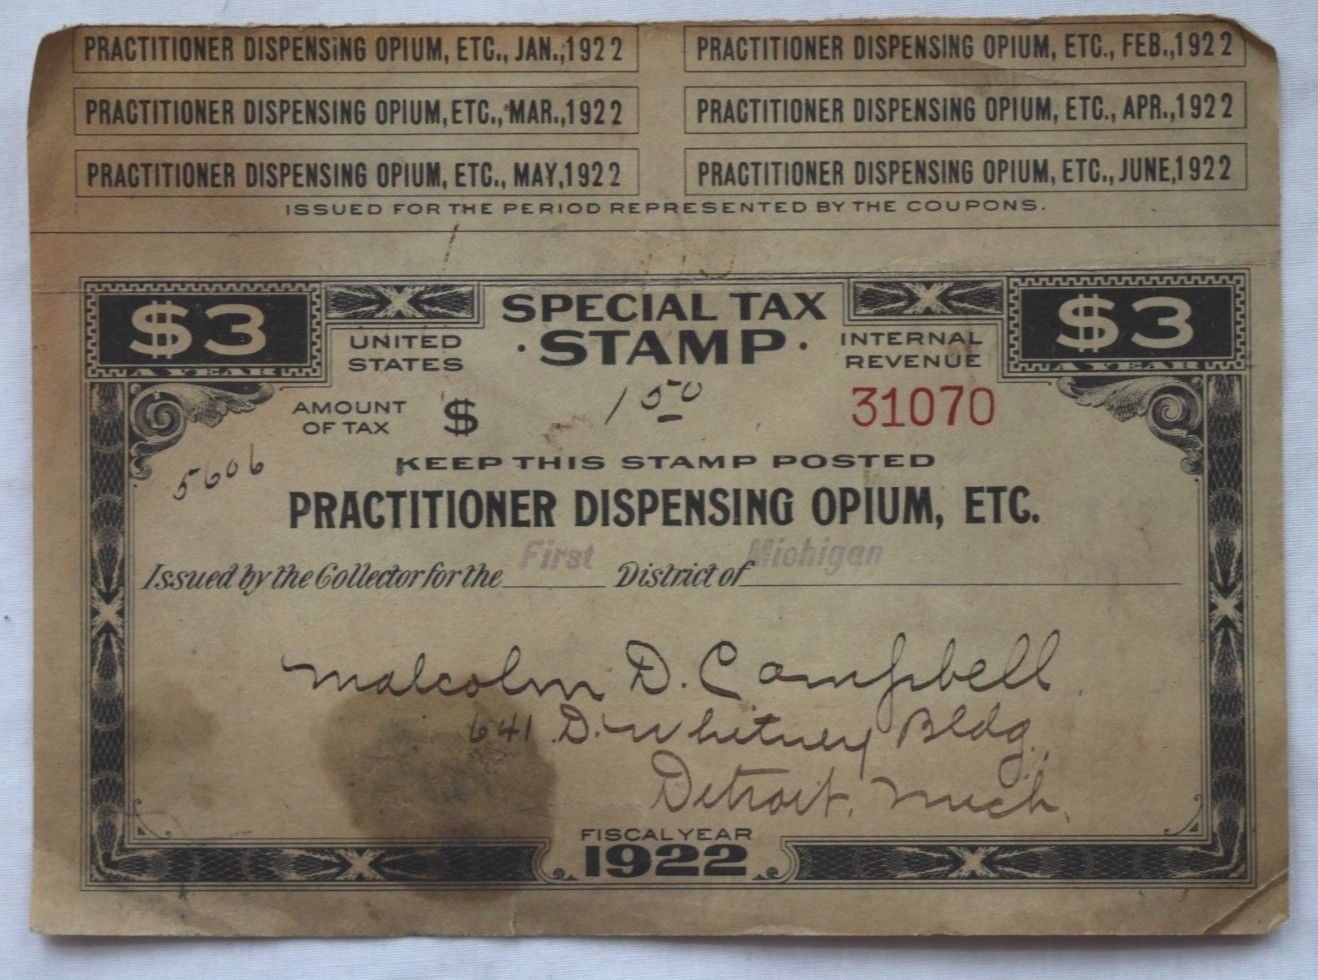 PRACTITIONER DISPENSING OPIUM, ETC., JAN.,1922
PRACTITIONER DISPENSING OPIUM, ETC., FEB.,1922
PRACTITIONER DISPENSING OPIUM, ETC., MAR.,1922
PRACTITIONER DISPENSING OPIUM, ETC., APR.,1922
PRACTITIONER DISPENSING OPIUM, ETC., MAY,1922
PRACTITIONER DISPENSING OPIUM, ETC., JUNE,1922
ISSUED FOR THE PERIOD REPRESENTED BY THE COUPONS.
$3
A YEAR
UNITED
STATES
SPECIAL TAX
· STAMP ·
INTERNAL
REVENUE
$3
A YEAR
AMOUNT
OF TAX
$ 1 50
31070
5606
KEEP THIS STAMP POSTED
PRACTITIONER DISPENSING OPIUM, ETC.
Issued by the Collector for the First District of Michigan
Malcolm D. Campbell
641 D. Whitney Bldg.
Detroit, Mich.
FISCAL YEAR
1922